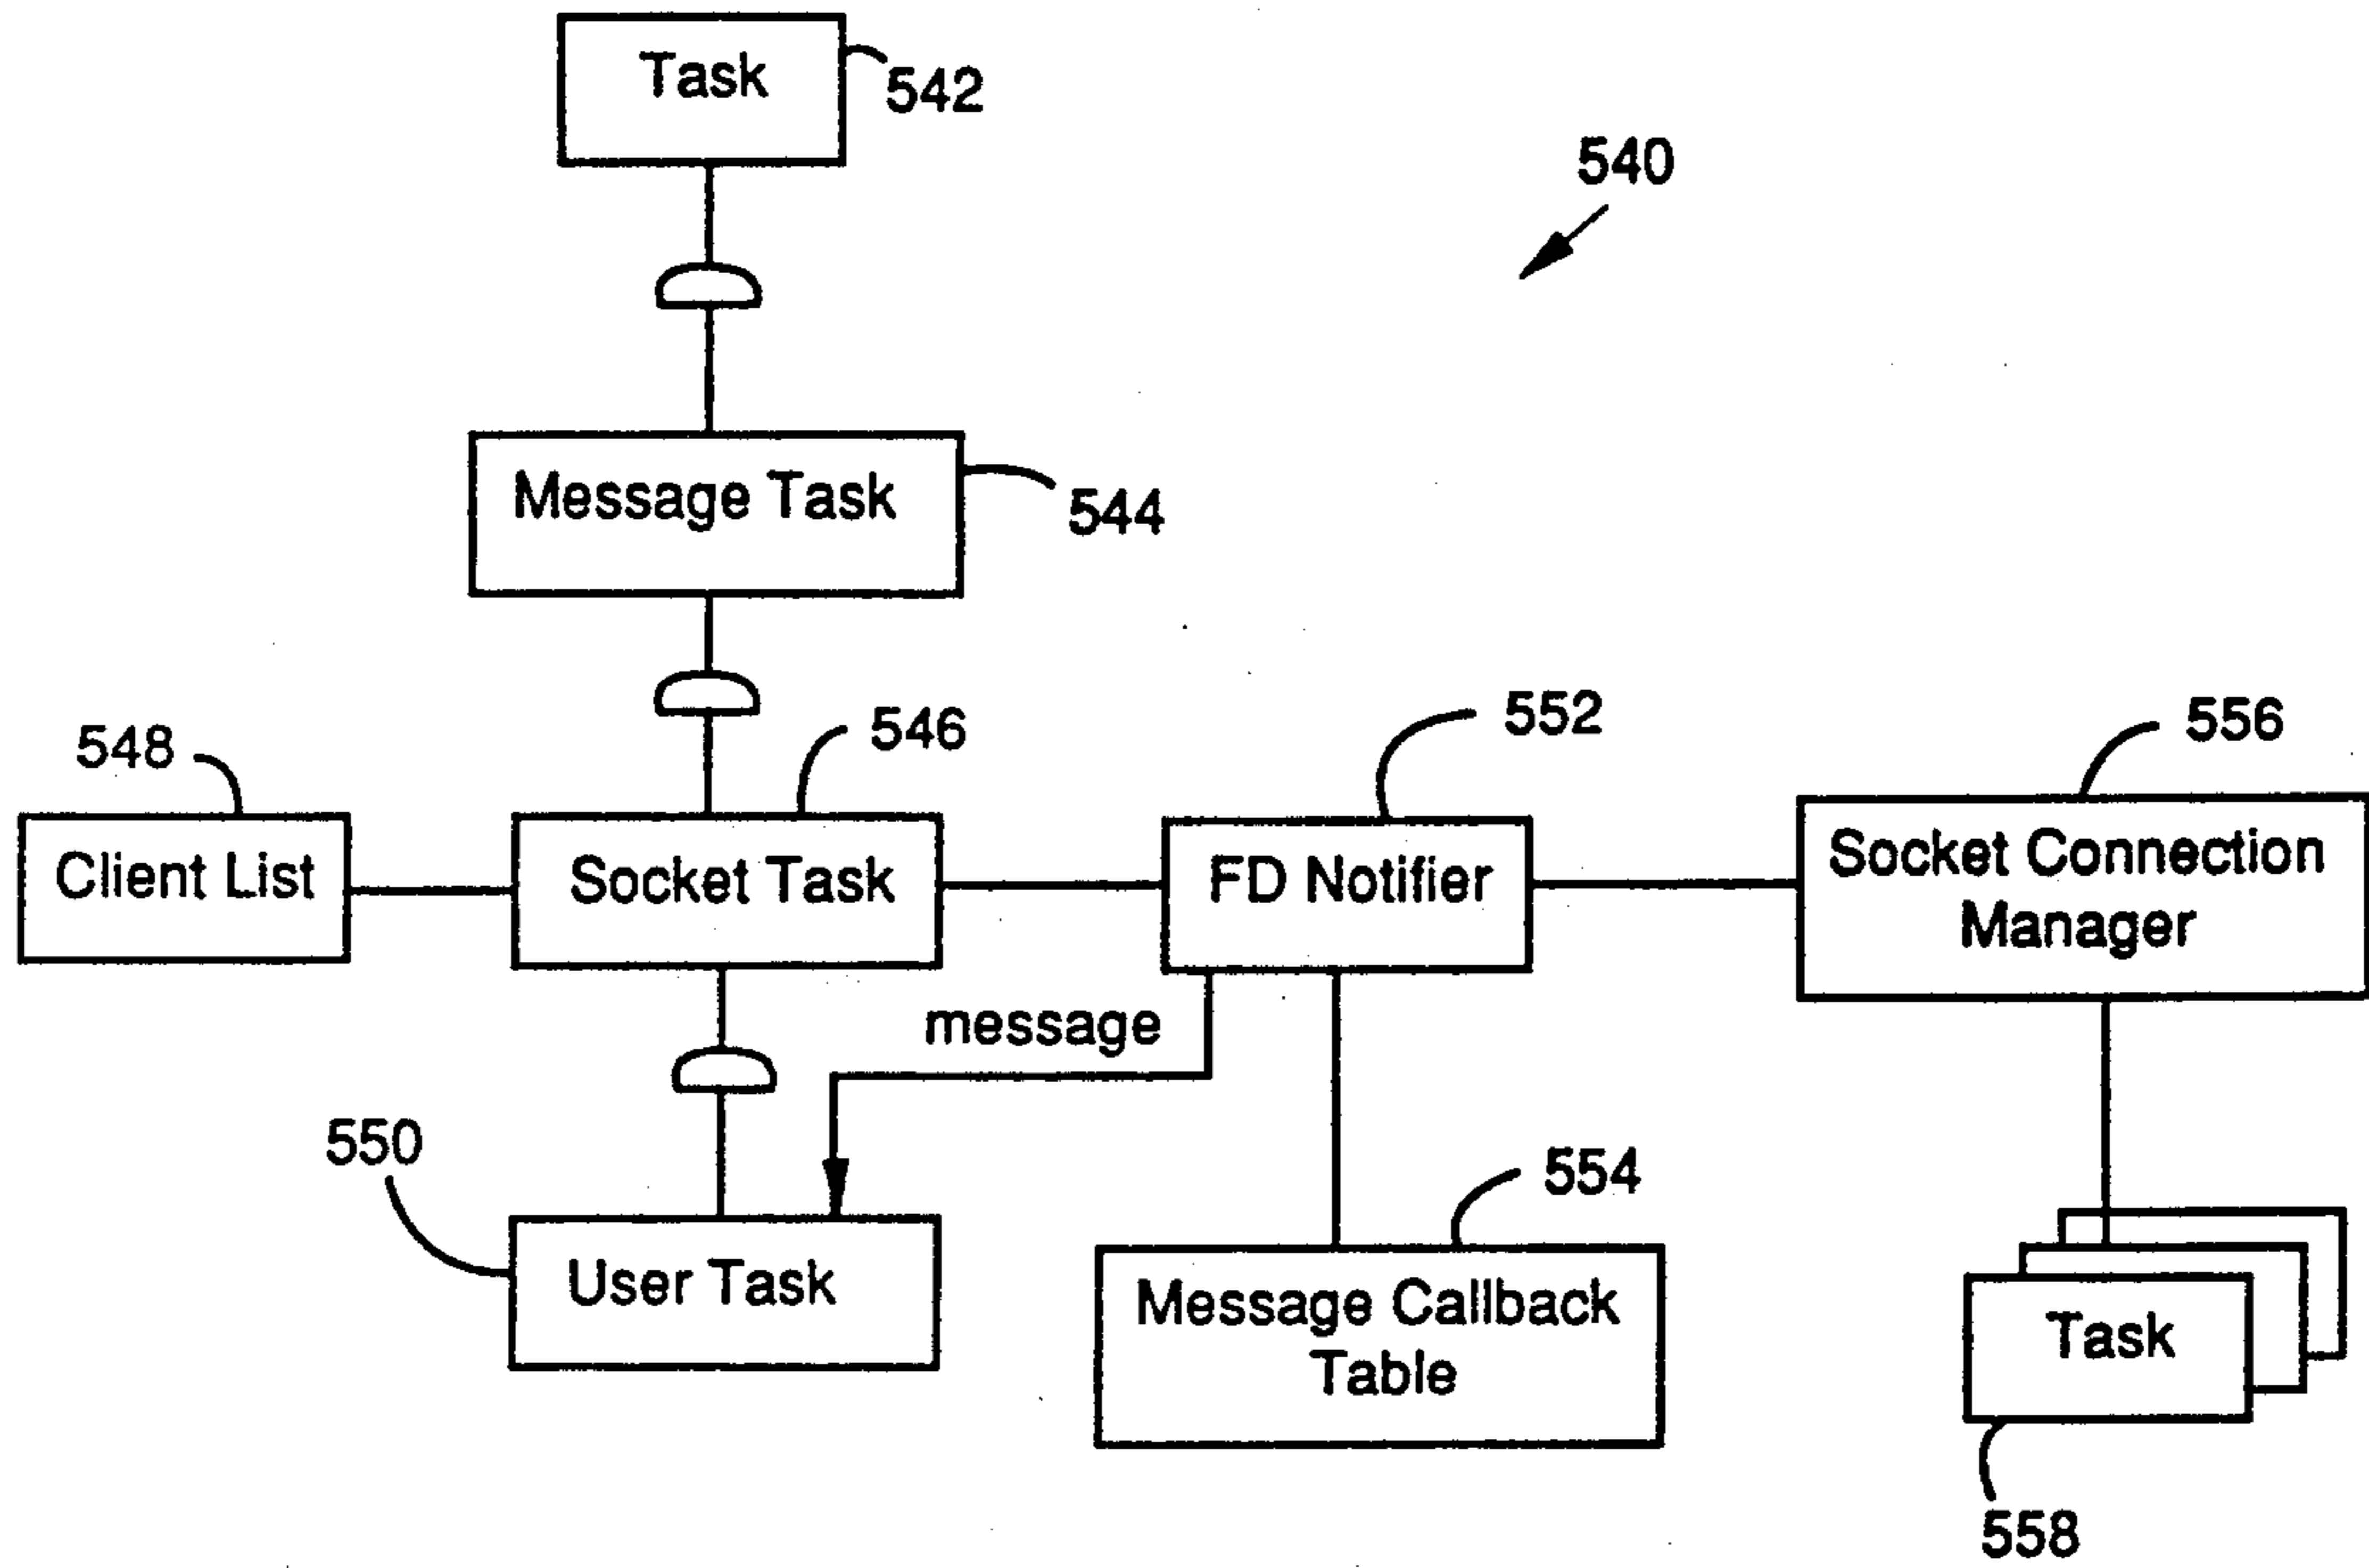 Task
542
540
Message Task
544
548
546
552
556
Client List
Socket Task
FD Notifier
Socket Connection
Manager
message
550
554
User Task
Message Callback
Table
Task
558